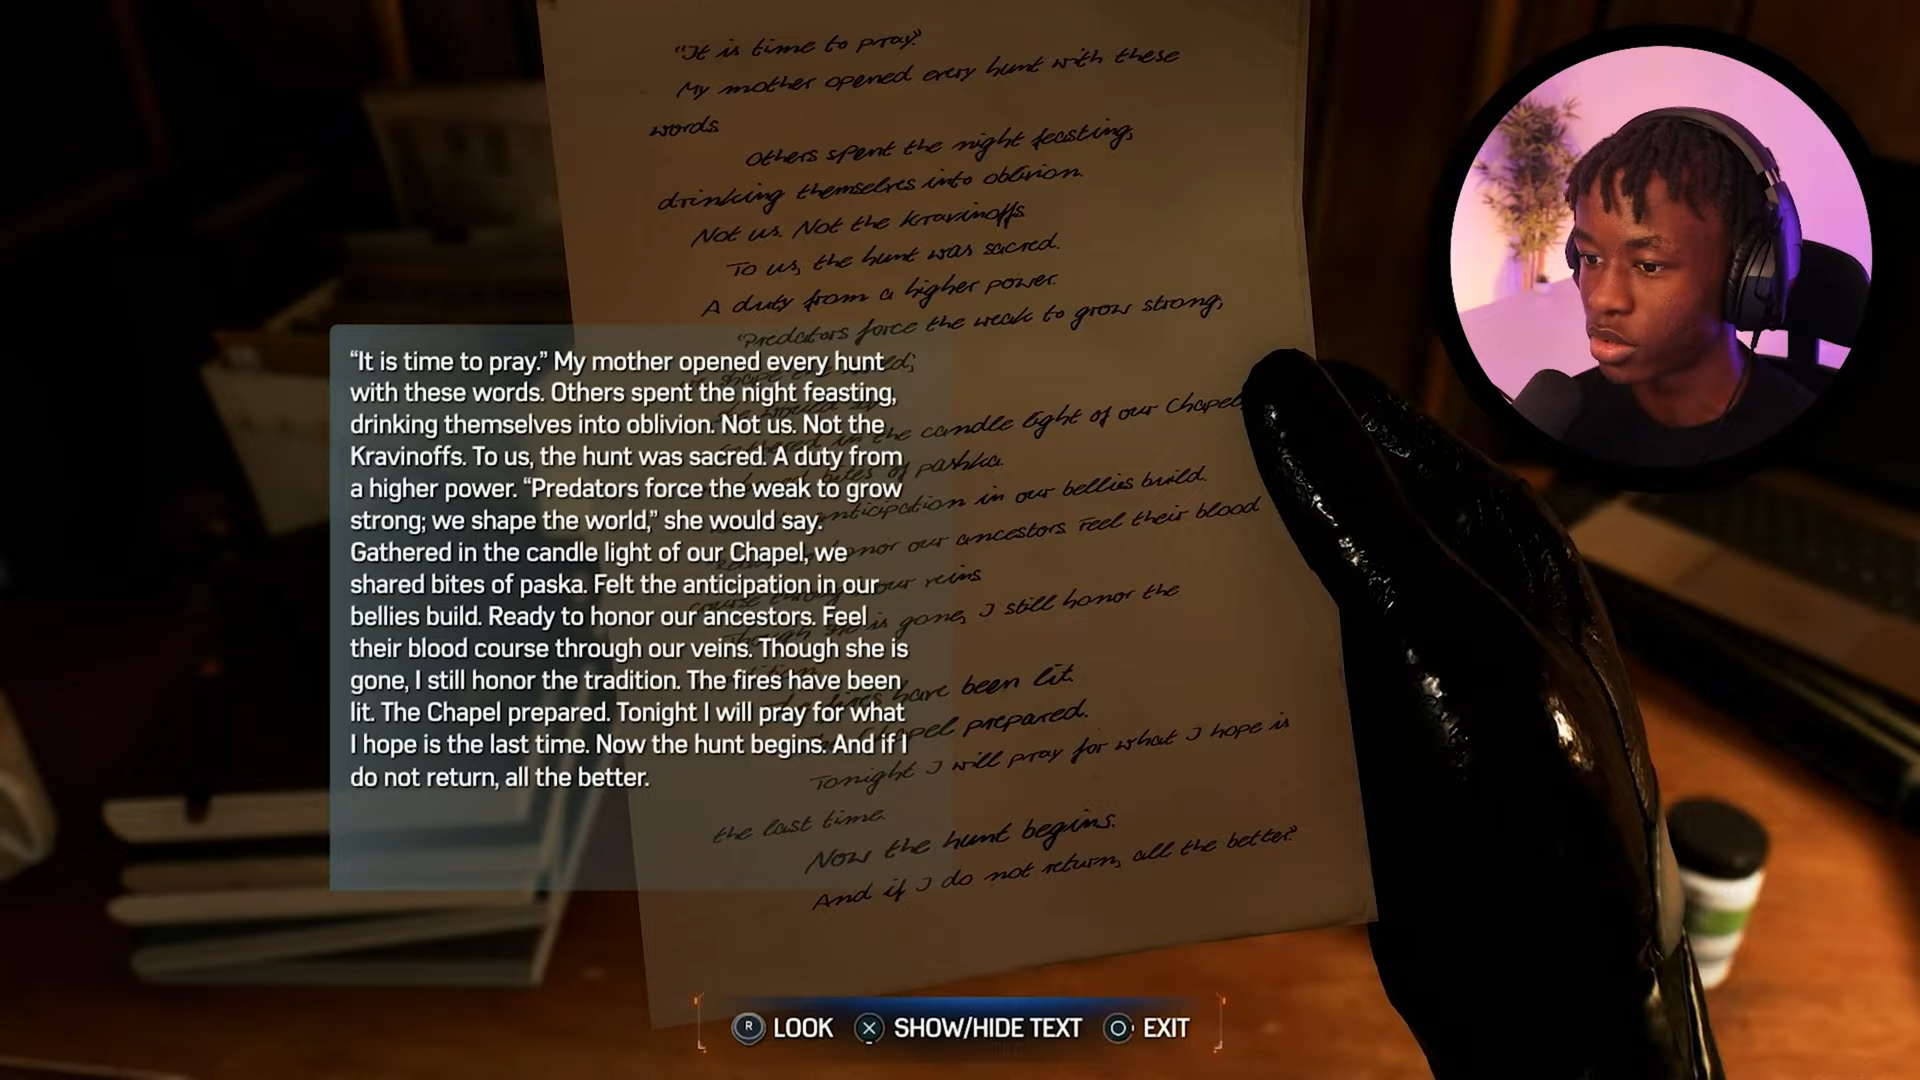 “It is time to pray.”
My mother opened every hunt with these
words
Others spent the night feasting,
drinking themselves into oblivion.
Not us. Not the Kravinoffs
To us, the hunt was sacred.
A duty from a higher power.
“Predators force the weak to grow strong,
the candle light of our Chapel,
bites of pashka.
anticipation in our bellies build.
honor our ancestors Feel their blood
our veins
is gone, I still honor the
fires have been lit.
Chapel prepared.
Tonight I will pray for what I hope is
the last time.
Now the hunt begins.
And if I do not return, all the better.”
“It is time to pray.” My mother opened every hunt
with these words. Others spent the night feasting,
drinking themselves into oblivion. Not us. Not the
Kravinoffs. To us, the hunt was sacred. A duty from
a higher power. “Predators force the weak to grow
strong; we shape the world,” she would say.
Gathered in the candle light of our Chapel, we
shared bites of paska. Felt the anticipation in our
bellies build. Ready to honor our ancestors. Feel
their blood course through our veins. Though she is
gone, I still honor the tradition. The fires have been
lit. The Chapel prepared. Tonight I will pray for what
I hope is the last time. Now the hunt begins. And if I
do not return, all the better.
R LOOK SHOW/HIDE TEXT EXIT